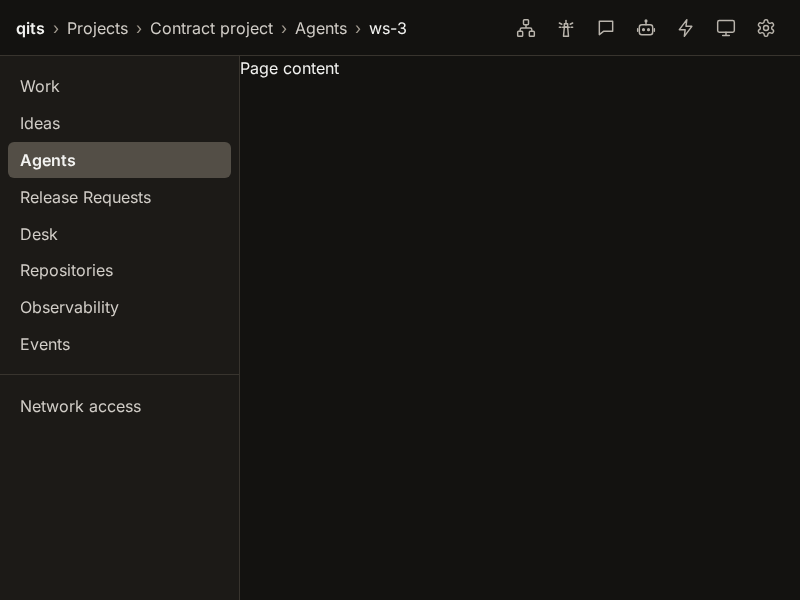 qits › Projects › Contract project › Agents › ws-3
Work
Ideas
Agents
Release Requests
Desk
Repositories
Observability
Events
Network access
Page content